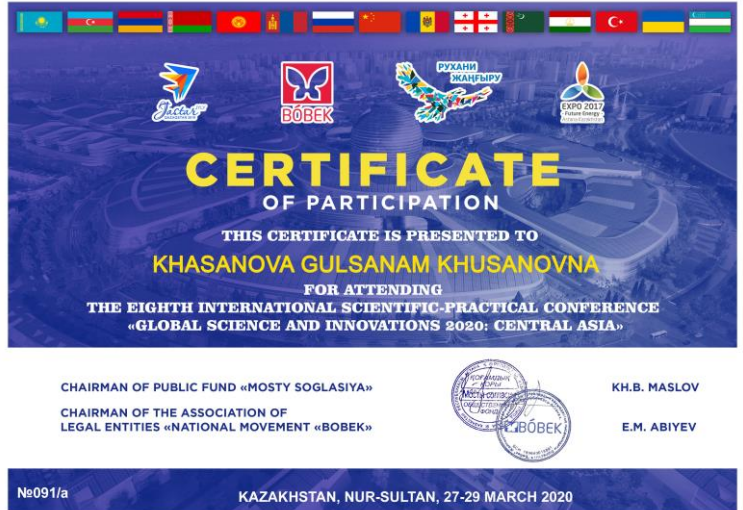 Jactar
BÓBEK
РУХАНИ
ЖАҢҒЫРУ
EXPO 2017
Future Energy
CERTIFICATE
OF PARTICIPATION
THIS CERTIFICATE IS PRESENTED TO
KHASANOVA GULSANAM KHUSANOVNA
FOR ATTENDING
THE EIGHTH INTERNATIONAL SCIENTIFIC-PRACTICAL CONFERENCE
«GLOBAL SCIENCE AND INNOVATIONS 2020: CENTRAL ASIA»
CHAIRMAN OF PUBLIC FUND «MOSTY SOGLASIYA»
KH.B. MASLOV
CHAIRMAN OF THE ASSOCIATION OF
LEGAL ENTITIES «NATIONAL MOVEMENT «BOBEK»
E.M. ABIYEV
BÓBEK
№091/a
KAZAKHSTAN, NUR-SULTAN, 27-29 MARCH 2020